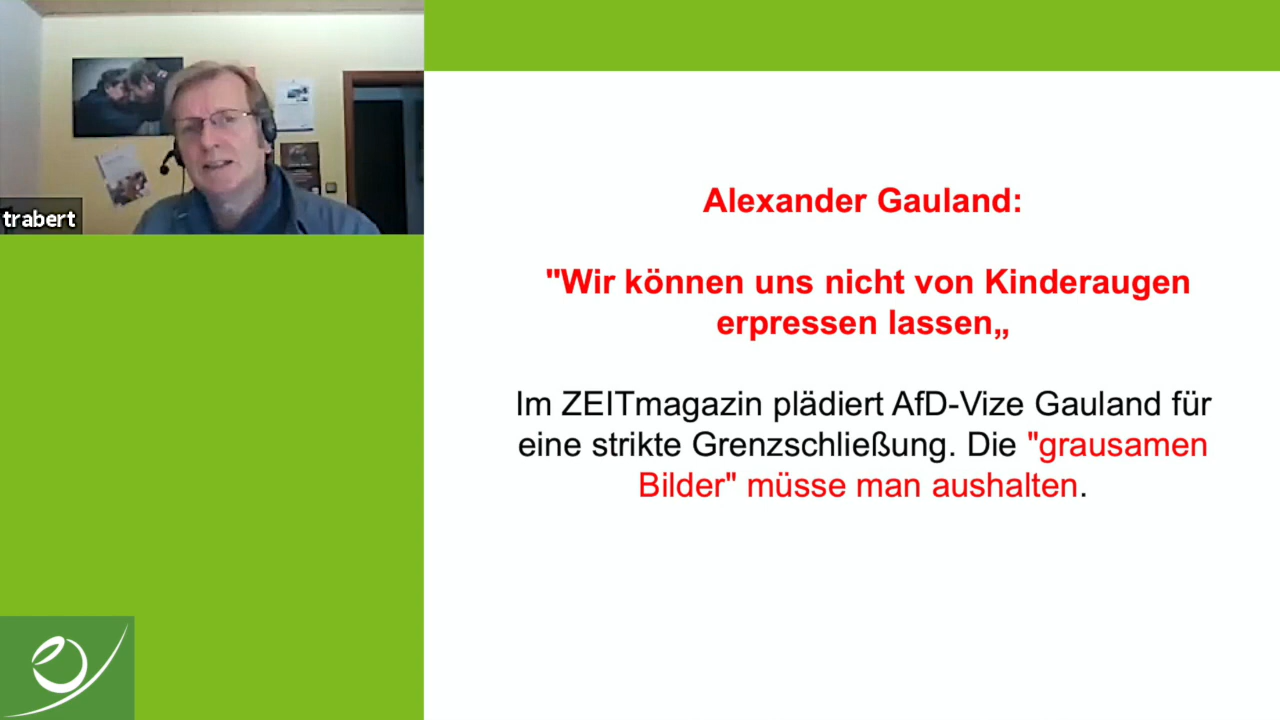 trabert
Alexander Gauland:
"Wir können uns nicht von Kinderaugen
erpressen lassen„
Im ZEITmagazin plädiert AfD-Vize Gauland für
eine strikte Grenzschließung. Die "grausamen
Bilder" müsse man aushalten.